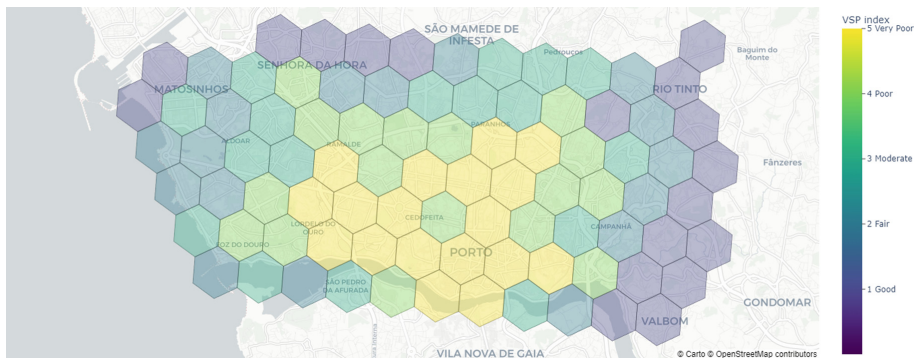 VSP index
5 Very Poor
4 Poor
3 Moderate
2 Fair
1 Good
SÃO MAMEDE DE
INFESTA
Pedrouços
Baguim do
Monte
SENHORA DA HORA
MATOSINHOS
RIO TINTO
PARANHOS
ALDOAR
RAMALDE
Fânzeres
CEDOFEITA
LORDELO DO
OURO
CAMPANHÃ
FOZ DO DOURO
PORTO
SÃO PEDRO
DA AFURADA
GONDOMAR
VALBOM
VILA NOVA DE GAIA
© Carto © OpenStreetMap contributors